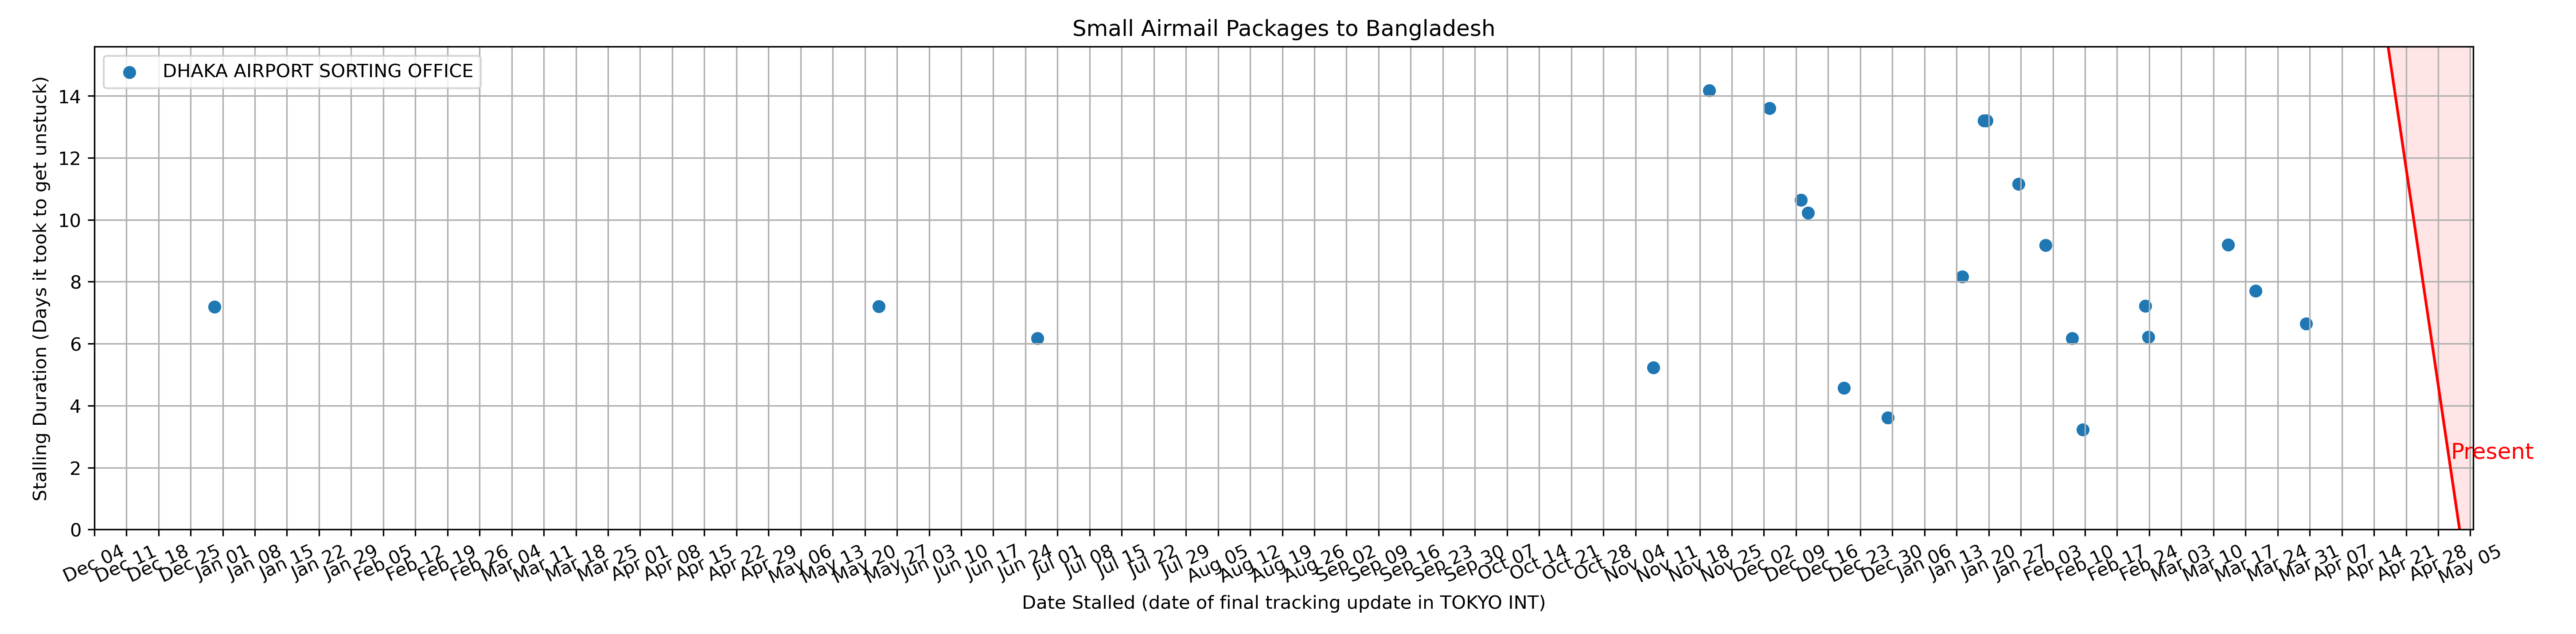 Small Airmail Packages to Bangladesh
DHAKA AIRPORT SORTING OFFICE
Stalling Duration (Days it took to get unstuck)
14
12
10
8
6
4
2
0
Present
Dec 04
Dec 11
Dec 18
Dec 25
Jan 01
Jan 08
Jan 15
Jan 22
Jan 29
Feb 05
Feb 12
Feb 19
Feb 26
Mar 04
Mar 11
Mar 18
Mar 25
Apr 01
Apr 08
Apr 15
Apr 22
Apr 29
May 06
May 13
May 20
May 27
Jun 03
Jun 10
Jun 17
Jun 24
Jul 01
Jul 08
Jul 15
Jul 22
Jul 29
Aug 05
Aug 12
Aug 19
Aug 26
Sep 02
Sep 09
Sep 16
Sep 23
Sep 30
Oct 07
Oct 14
Oct 21
Oct 28
Nov 04
Nov 11
Nov 18
Nov 25
Dec 02
Dec 09
Dec 16
Dec 23
Dec 30
Jan 06
Jan 13
Jan 20
Jan 27
Feb 03
Feb 10
Feb 17
Feb 24
Mar 03
Mar 10
Mar 17
Mar 24
Mar 31
Apr 07
Apr 14
Apr 21
Apr 28
May 05
Date Stalled (date of final tracking update in TOKYO INT)